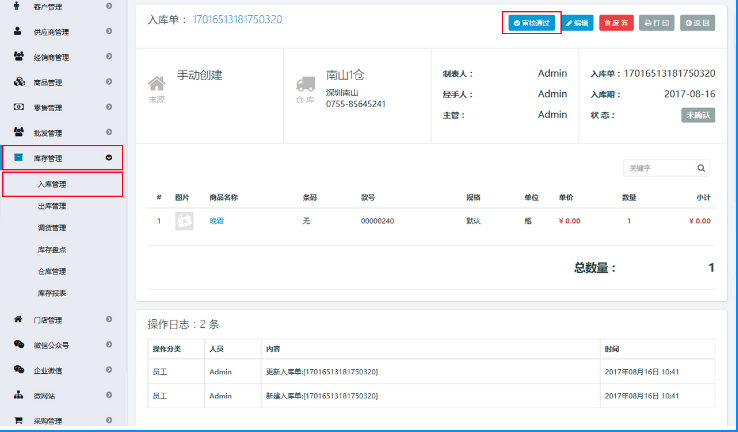 客户管理
供应商管理
经销商管理
商品管理
零售管理
批发管理
库存管理
入库管理
出库管理
调货管理
库存盘点
仓库管理
库存报表
门店管理
微信公众号
企业微信
微网站
采购管理
入库单： 17016513181750320
审核通过 编辑 废弃 打印 返回
手动创建
来源
南山1仓
深圳南山
0755-85645241
仓库
制表人： Admin
经手人： Admin
主管： Admin
入库单：17016513181750320
入库期： 2017-08-16
状态： 未确认
关键字
# 图片 商品名称 条码 款号 规格 单位 单价 数量 小计
1 晚霜 无 00000240 默认 瓶 ¥ 0.00 1 ¥ 0.00
总数量： 1
操作日志：2 条
操作分类 人员 内容 时间
员工 Admin 更新入库单:[17016513181750320] 2017年08月16日 10:41
员工 Admin 新建入库单:[17016513181750320] 2017年08月16日 10:41